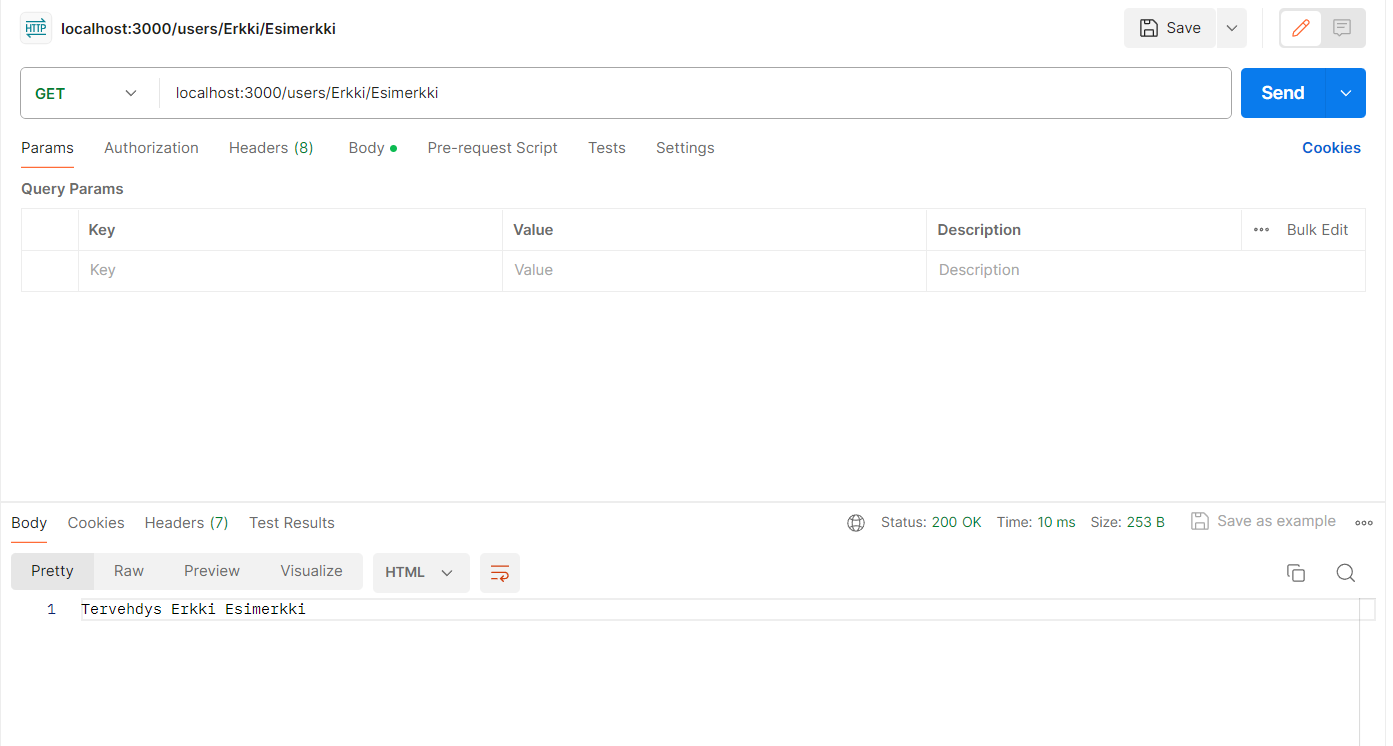 HTTP localhost:3000/users/Erkki/Esimerkki Save
GET localhost:3000/users/Erkki/Esimerkki Send
Params Authorization Headers (8) Body Pre-request Script Tests Settings Cookies
Query Params
Key Value Description Bulk Edit
Key Value Description
Body Cookies Headers (7) Test Results Status: 200 OK Time: 10 ms Size: 253 B Save as example
Pretty Raw Preview Visualize HTML
1 Tervehdys Erkki Esimerkki